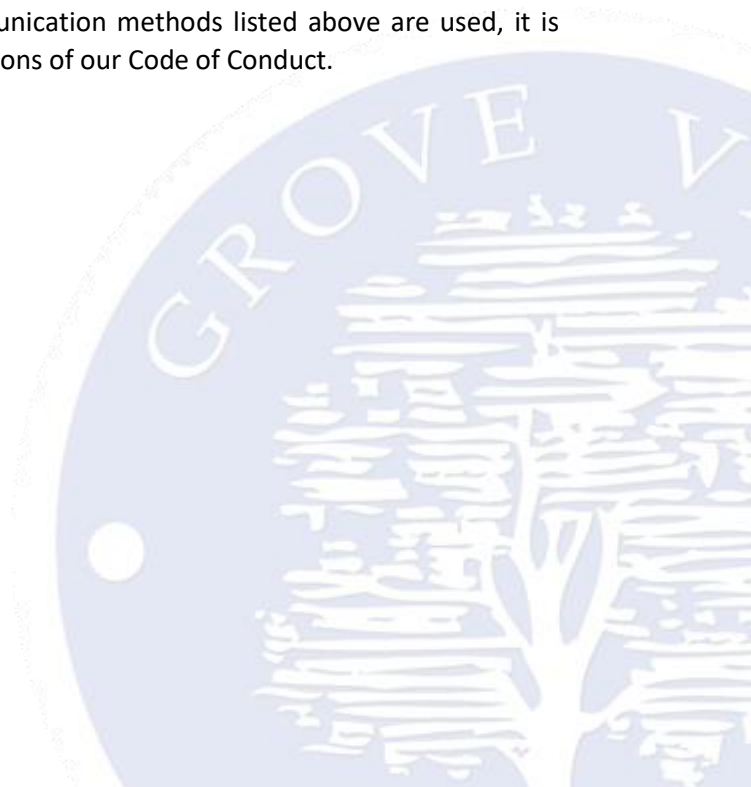 unication methods listed above are used, it is
ons of our Code of Conduct.
GROVE V